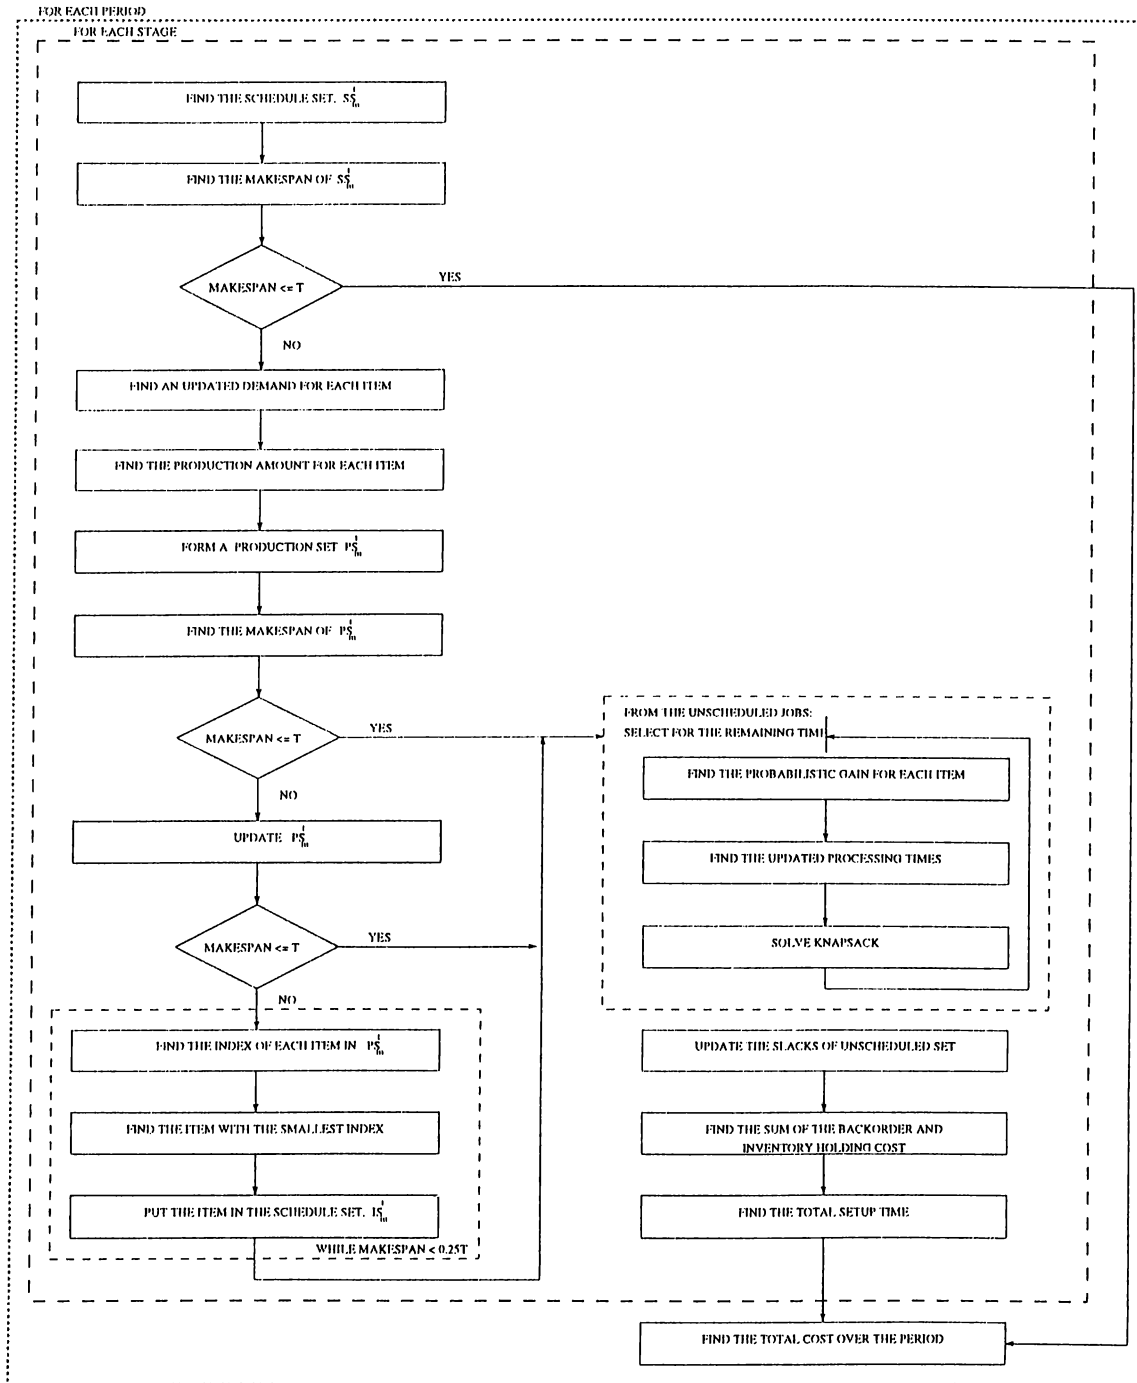 FOR EACH PERIOD
FOR EACH STAGE
FIND THE SCHEDULE SET, SS
FIND THE MAKESPAN OF SS
MAKESPAN <= T
YES
NO
FIND AN UPDATED DEMAND FOR EACH ITEM
FIND THE PRODUCTION AMOUNT FOR EACH ITEM
FORM A PRODUCTION SET PS
FIND THE MAKESPAN OF PS
MAKESPAN <= T
YES
NO
UPDATE PS
MAKESPAN <= T
YES
NO
FIND THE INDEX OF EACH ITEM IN PS
FIND THE ITEM WITH THE SMALLEST INDEX
PUT THE ITEM IN THE SCHEDULE SET, IS
WHILE MAKESPAN < 0.25T
FROM THE UNSCHEDULED JOBS:
SELECT FOR THE REMAINING TIME
FIND THE PROBABILISTIC GAIN FOR EACH ITEM
FIND THE UPDATED PROCESSING TIMES
SOLVE KNAPSACK
UPDATE THE SLACKS OF UNSCHEDULED SET
FIND THE SUM OF THE BACKORDER AND
INVENTORY HOLDING COST
FIND THE TOTAL SETUP TIME
FIND THE TOTAL COST OVER THE PERIOD